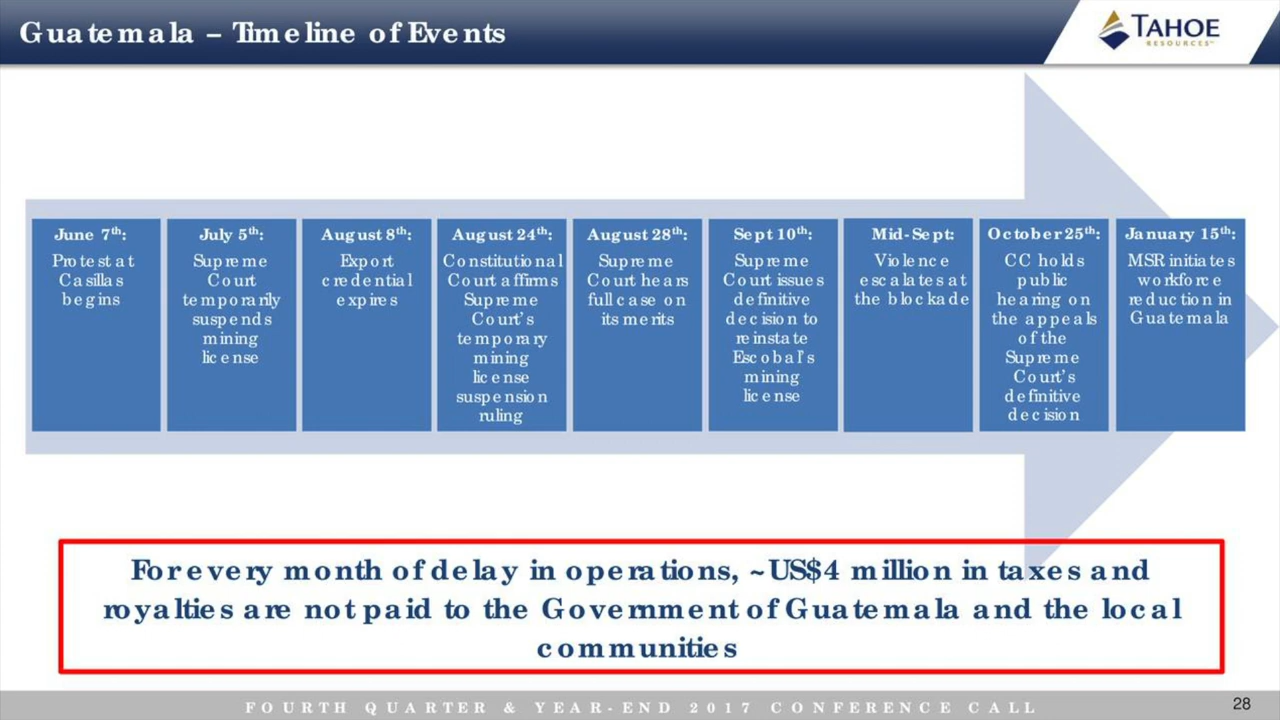 Guatemala – Timeline of Events
TAHOE
RESOURCES™
June 7th:
Protest at
Casillas
begins
July 5th:
Supreme
Court
temporarily
suspends
mining
license
August 8th:
Export
credential
expires
August 24th:
Constitutional
Court affirms
Supreme
Court's
temporary
mining
license
suspension
ruling
August 28th:
Supreme
Court hears
full case on
its merits
Sept 10th:
Supreme
Court issues
definitive
decision to
reinstate
Escobal's
mining
license
Mid-Sept:
Violence
escalates at
the blockade
October 25th:
CC holds
public
hearing on
the appeals
of the
Supreme
Court's
definitive
decision
January 15th:
MSR initiates
workforce
reduction in
Guatemala
For every month of delay in operations, ~US$4 million in taxes and
royalties are not paid to the Government of Guatemala and the local
communities
FOURTH QUARTER & YEAR-END 2017 CONFERENCE CALL
28